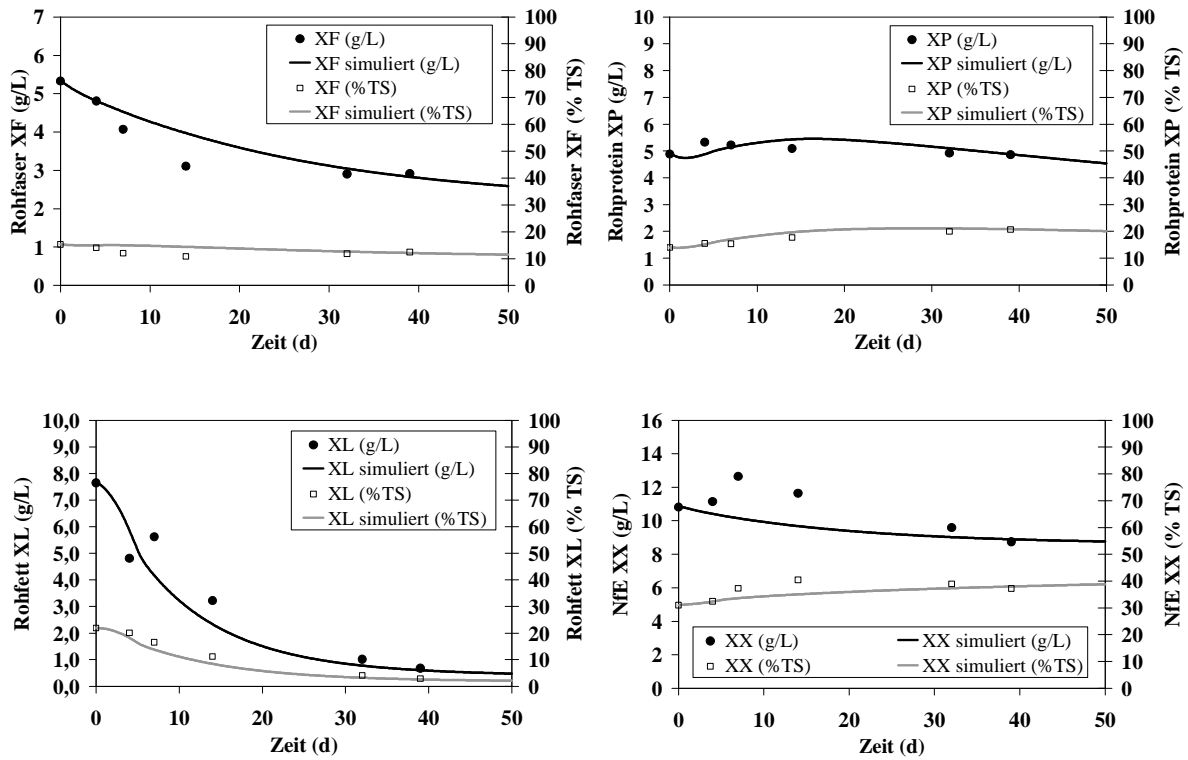 7
6
5
4
3
2
1
0
Rohfaser XF (g/L)
XF (g/L)
XF simuliert (g/L)
XF (%TS)
XF simuliert (%TS)
100
90
80
70
60
50
40
30
20
10
0
Rohfaser XF (% TS)
0 10 20 30 40 50
Zeit (d)
10
9
8
7
6
5
4
3
2
1
0
Rohprotein XP (g/L)
XP (g/L)
XP simuliert (g/L)
XP (%TS)
XP simuliert (%TS)
100
90
80
70
60
50
40
30
20
10
0
Rohprotein XP (% TS)
0 10 20 30 40 50
Zeit (d)
10,0
9,0
8,0
7,0
6,0
5,0
4,0
3,0
2,0
1,0
0,0
Rohfett XL (g/L)
XL (g/L)
XL simuliert (g/L)
XL (%TS)
XL simuliert (%TS)
100
90
80
70
60
50
40
30
20
10
0
Rohfett XL (% TS)
0 10 20 30 40 50
Zeit (d)
16
14
12
10
8
6
4
2
0
NfE XX (g/L)
XX (g/L) XX simuliert (g/L)
XX (%TS) XX simuliert (%TS)
100
90
80
70
60
50
40
30
20
10
0
NfE XX (% TS)
0 10 20 30 40 50
Zeit (d)